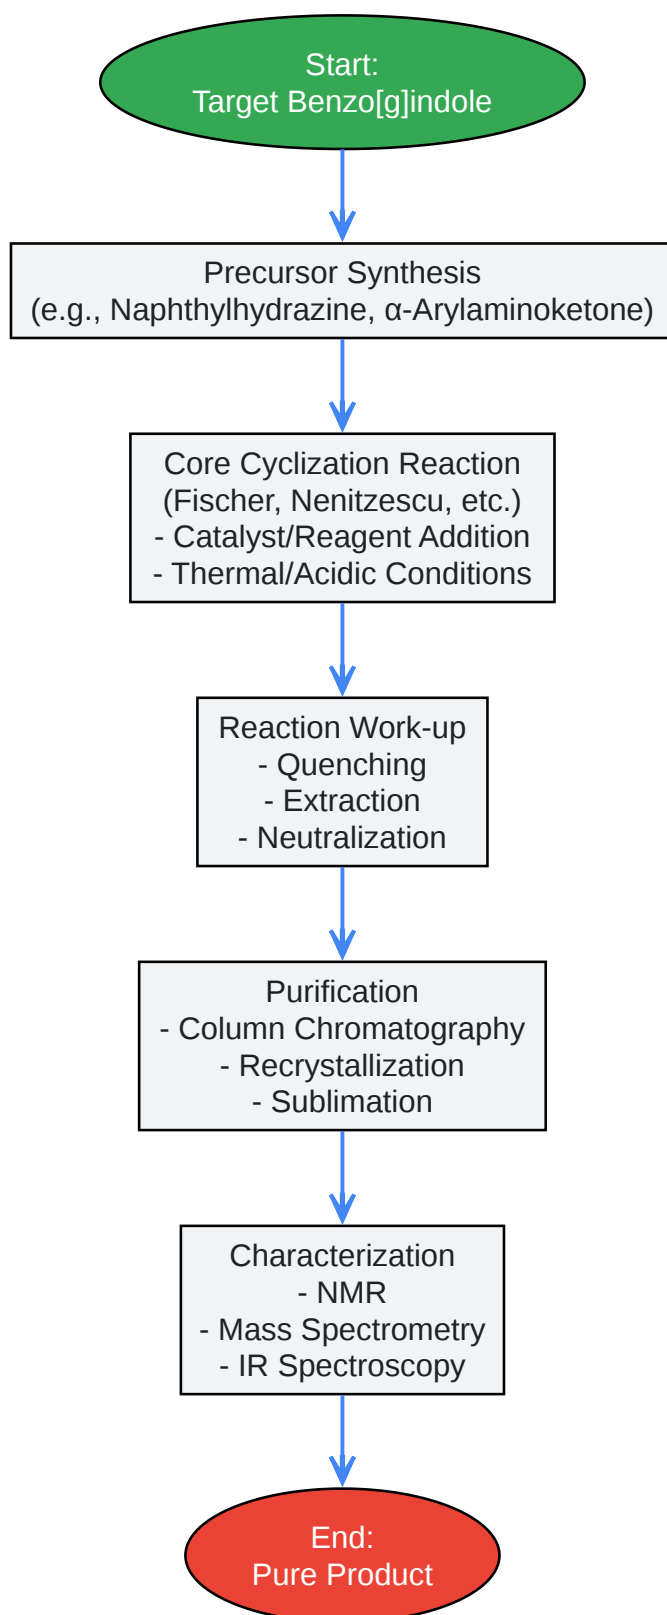 Start:
Target Benzo[g]indole
Precursor Synthesis
(e.g., Naphthylhydrazine, α-Arylaminoketone)
Core Cyclization Reaction
(Fischer, Nenitzescu, etc.)
- Catalyst/Reagent Addition
- Thermal/Acidic Conditions
Reaction Work-up
- Quenching
- Extraction
- Neutralization
Purification
- Column Chromatography
- Recrystallization
- Sublimation
Characterization
- NMR
- Mass Spectrometry
- IR Spectroscopy
End:
Pure Product